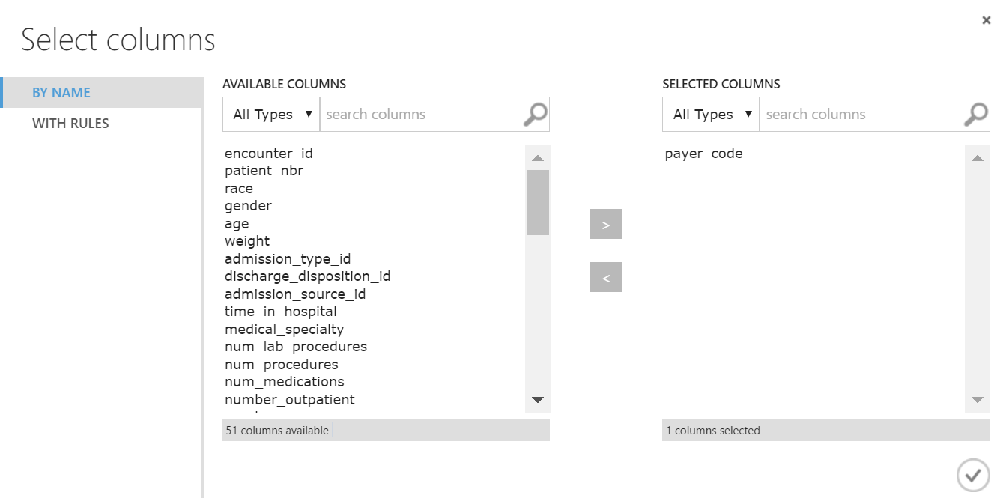 Select columns
BY NAME
WITH RULES
AVAILABLE COLUMNS
All Types
search columns
encounter_id
patient_nbr
race
gender
age
weight
admission_type_id
discharge_disposition_id
admission_source_id
time_in_hospital
medical_specialty
num_lab_procedures
num_procedures
num_medications
number_outpatient
51 columns available
>
<
SELECTED COLUMNS
All Types
search columns
payer_code
1 columns selected